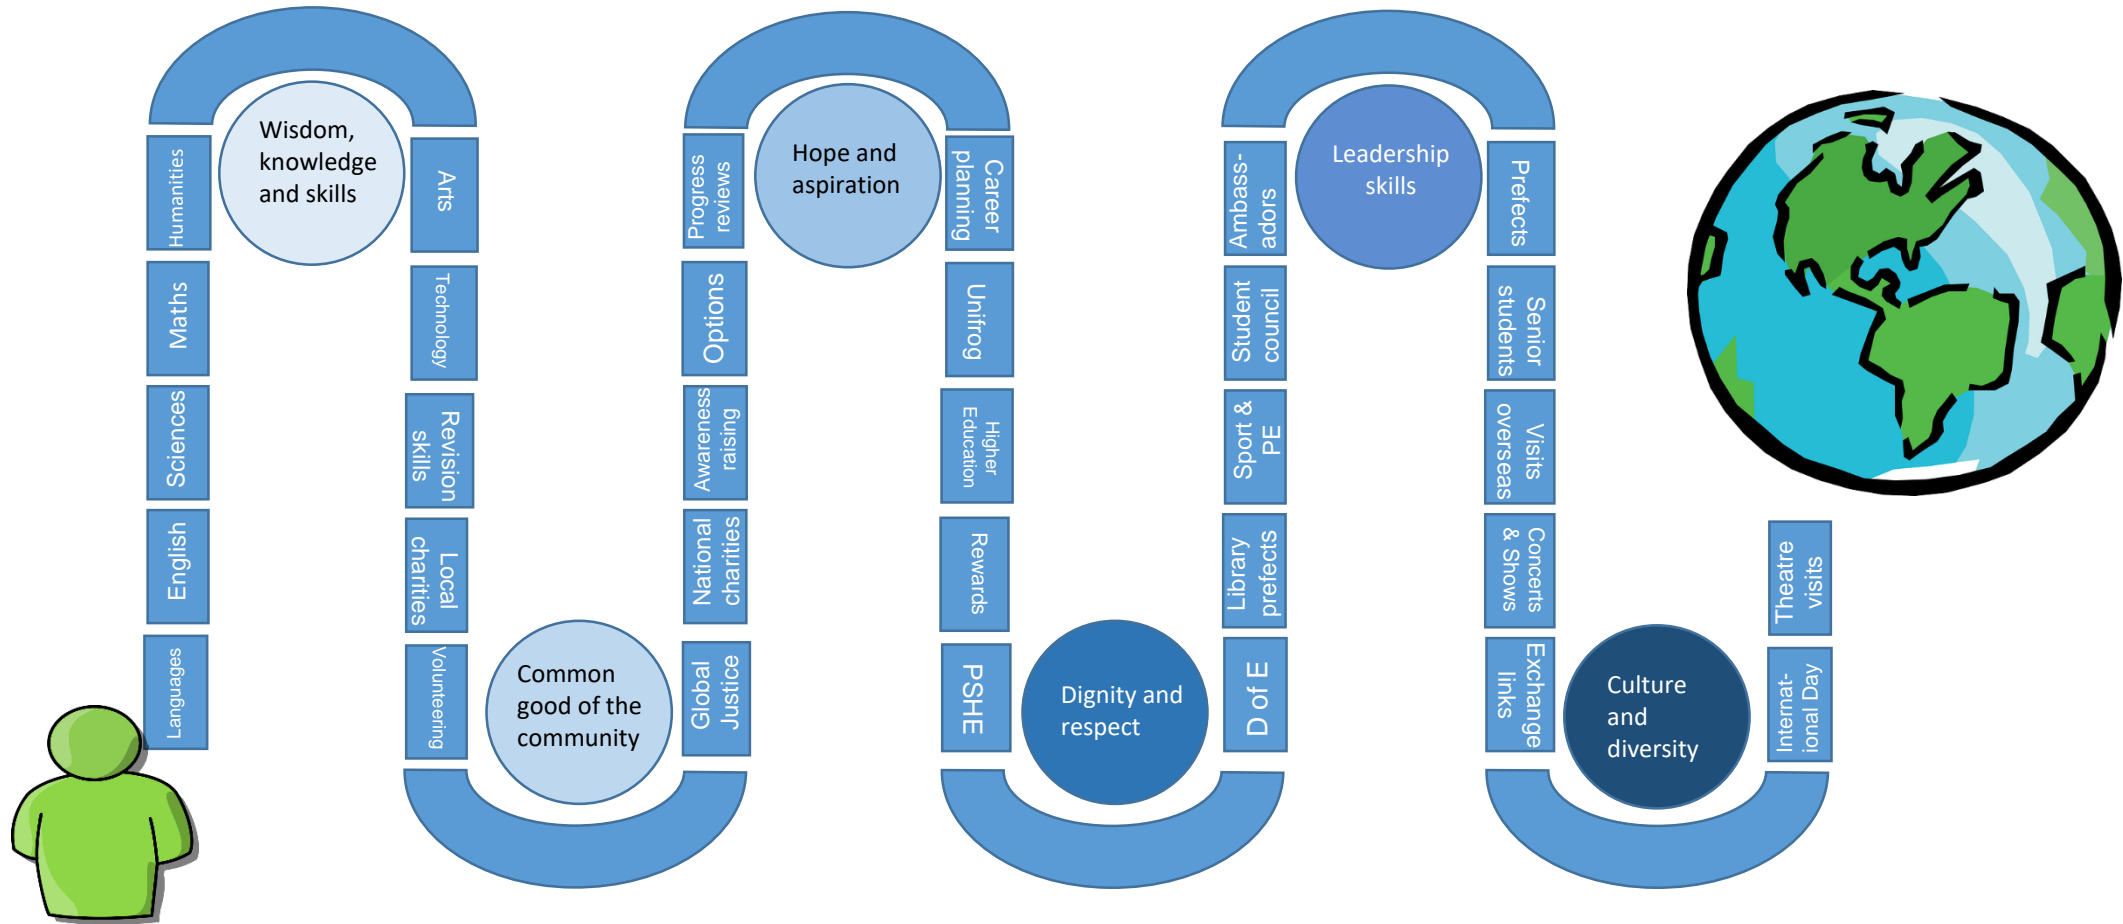 Languages
English
Sciences
Maths
Humanities
Wisdom,
knowledge
and skills
Arts
Technology
Revision
skills
Local
charities
Volunteering
Common
good of the
community
Global
Justice
National
charities
Awareness
raising
Options
Progress
reviews
Hope and
aspiration
Career
planning
Unifrog
Higher
Education
Rewards
PSHE
Dignity and
respect
D of E
Library
prefects
Sport &
PE
Student
council
Ambass-
adors
Leadership
skills
Prefects
Senior
students
Visits
overseas
Concerts
& Shows
Exchange
links
Culture
and
diversity
Internat-
ional Day
Theatre
visits